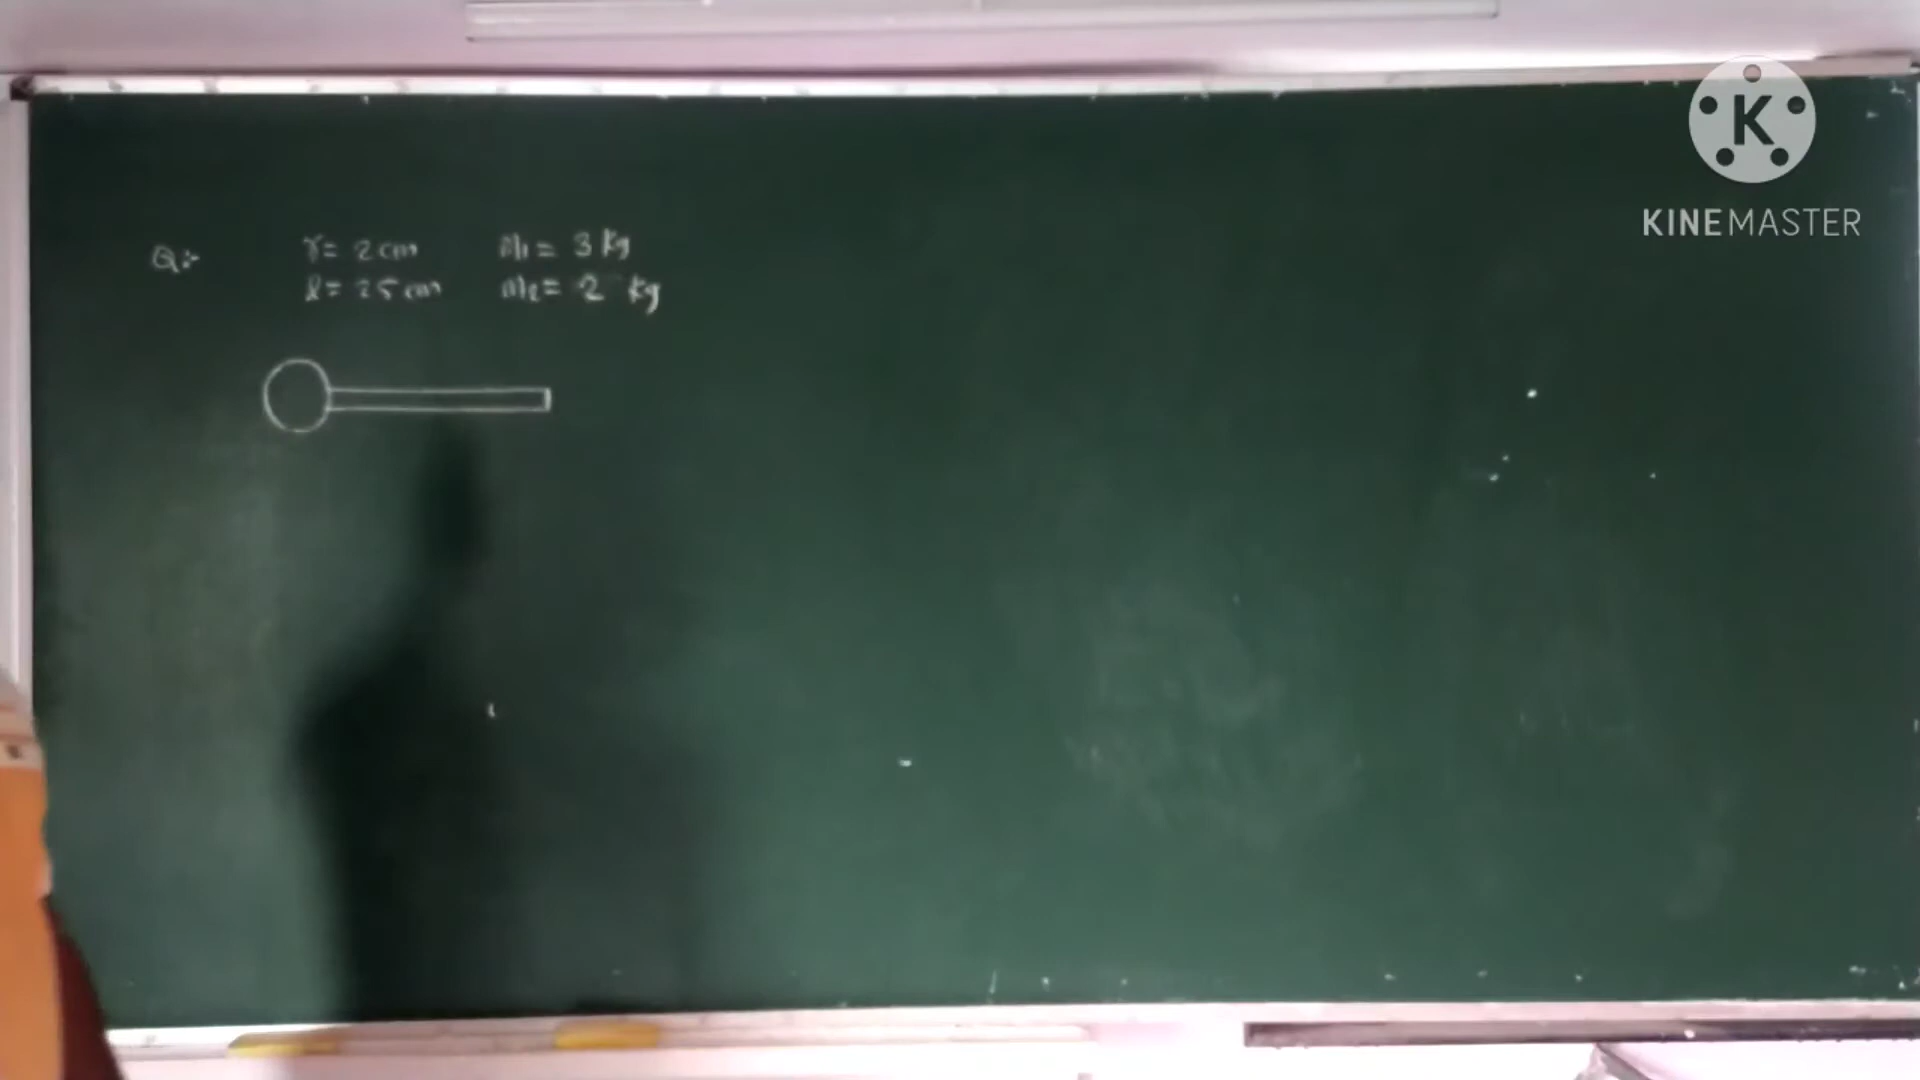 K
KINEMASTER
Q:- r = 2 cm m1 = 3 kg
l = 25 cm m2 = 2 kg